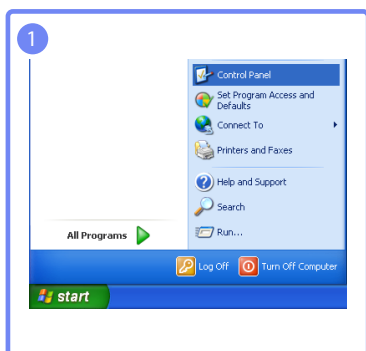 1
Control Panel
Set Program Access and
Defaults
Connect To
Printers and Faxes
Help and Support
Search
All Programs
Run...
Log Off
Turn Off Computer
start